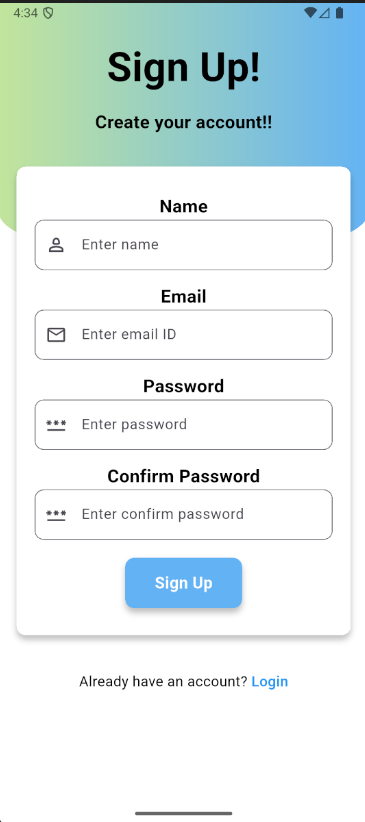 4:34
Sign Up!
Create your account!!
Name
Enter name
Email
Enter email ID
Password
Enter password
Confirm Password
Enter confirm password
Sign Up
Already have an account? Login